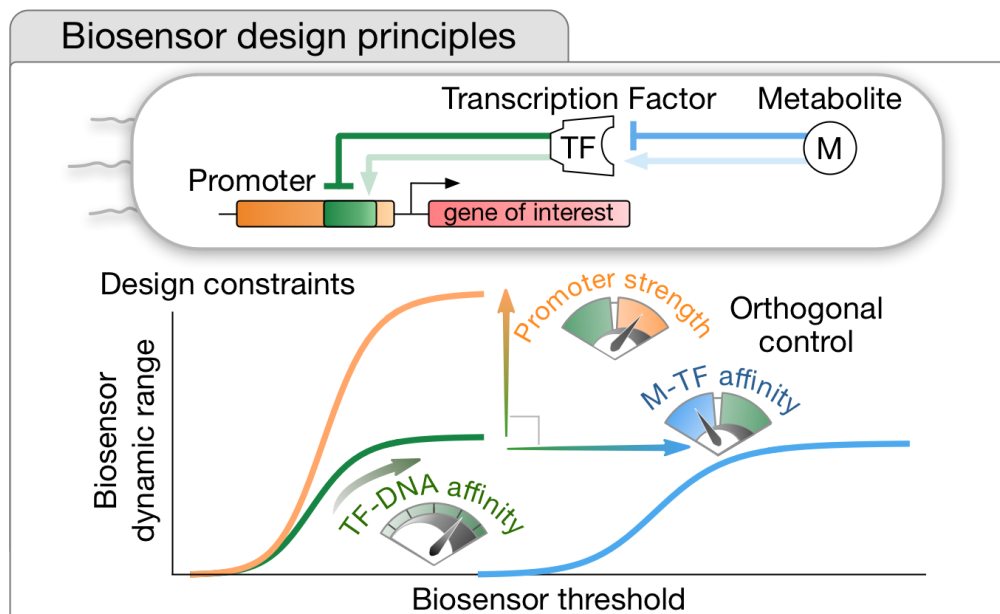 Biosensor design principles
Transcription Factor
Metabolite
TF
M
Promoter
gene of interest
Design constraints
Promoter strength
Orthogonal
control
M-TF affinity
TF-DNA affinity
Biosensor
dynamic range
Biosensor threshold